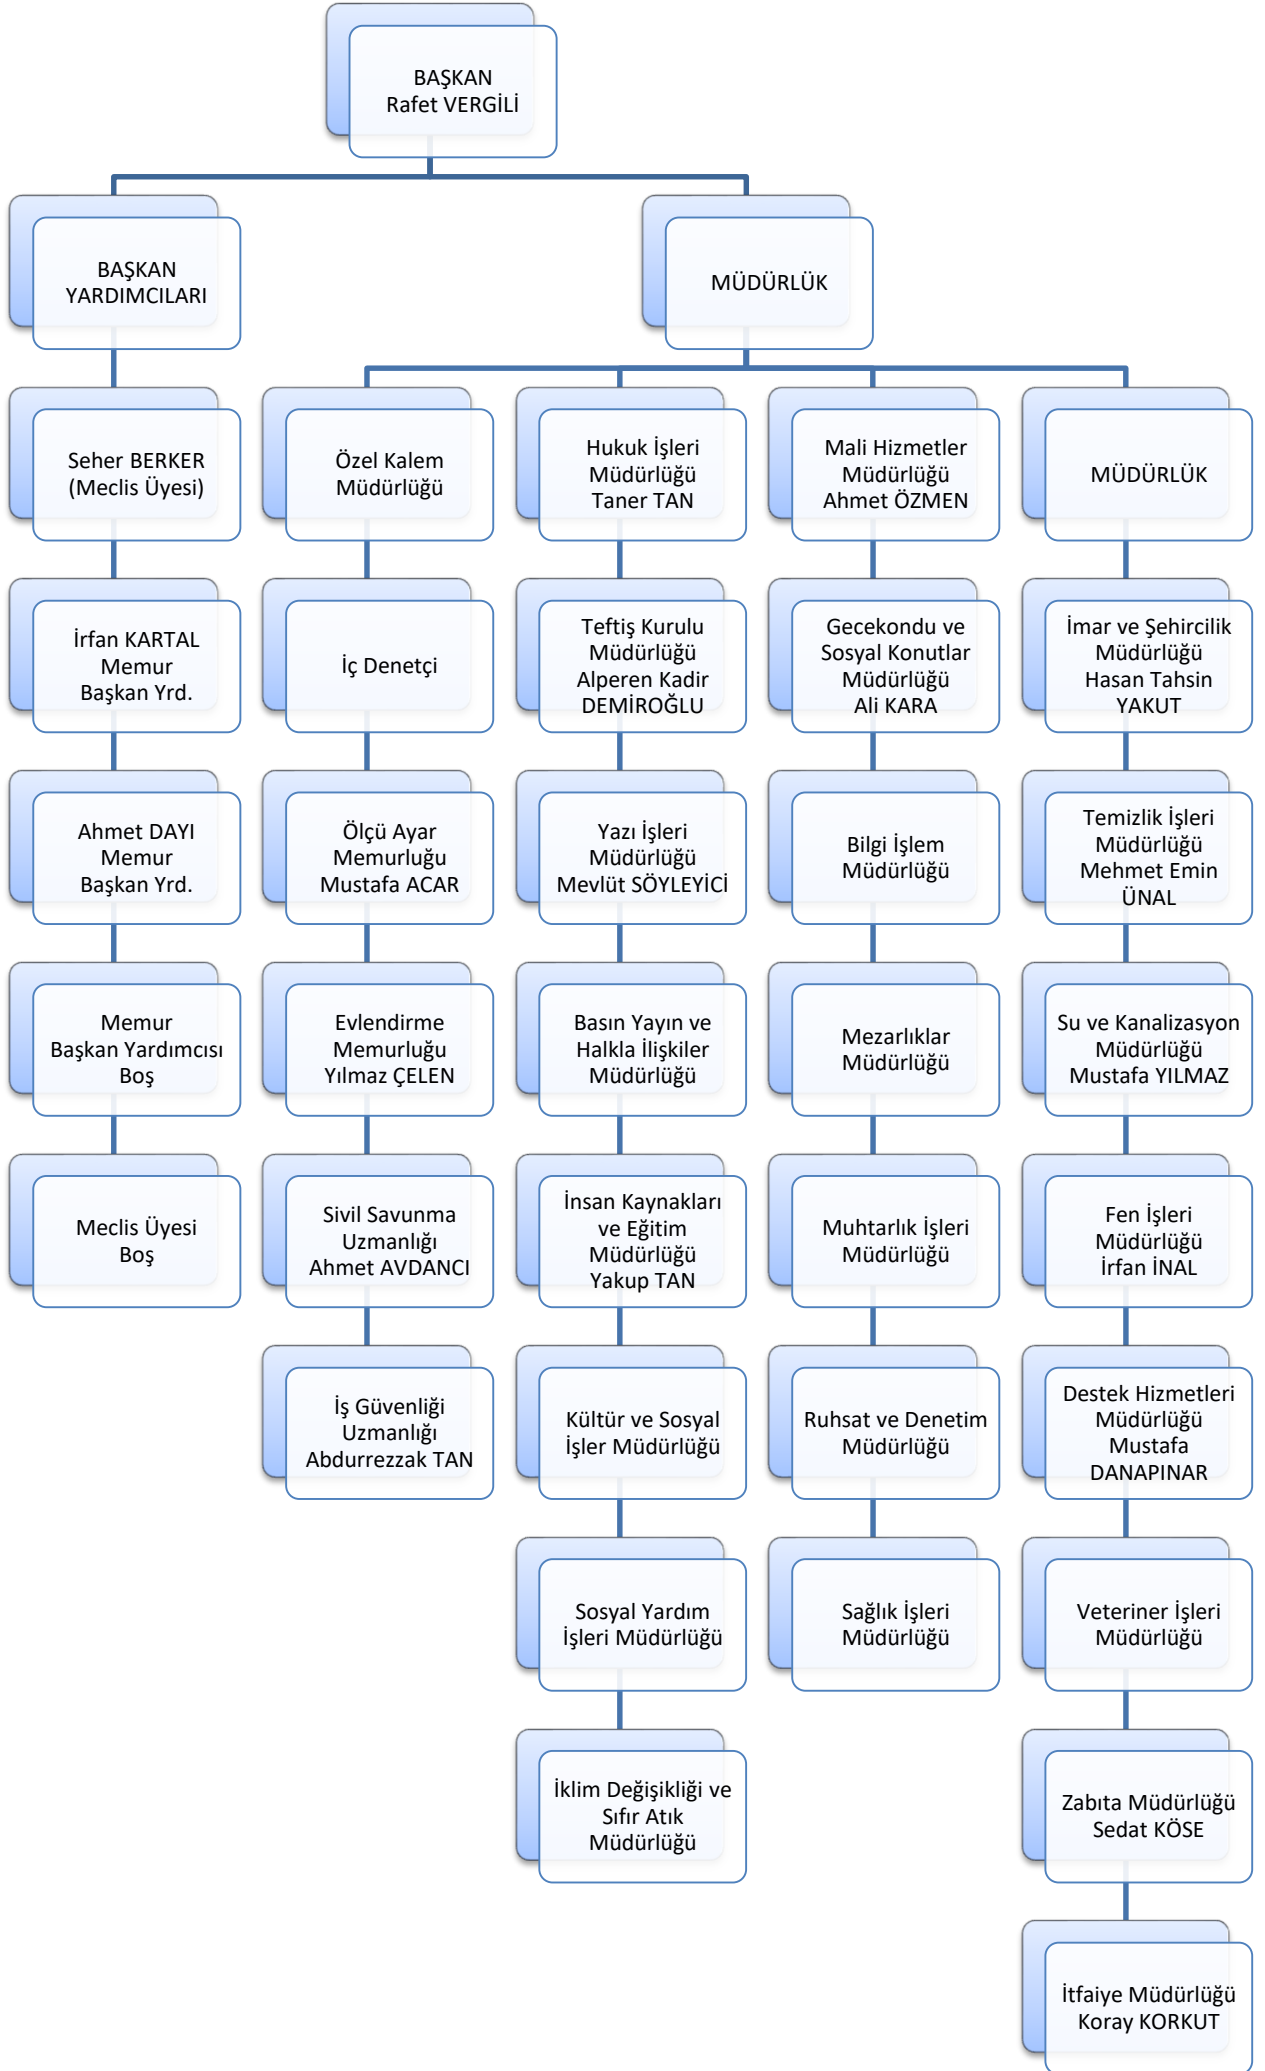 BAŞKAN
Rafet VERGİLİ
BAŞKAN
YARDIMCILARI
MÜDÜRLÜK
Seher BERKER
(Meclis Üyesi)
Özel Kalem
Müdürlüğü
Hukuk İşleri
Müdürlüğü
Taner TAN
Mali Hizmetler
Müdürlüğü
Ahmet ÖZMEN
MÜDÜRLÜK
İrfan KARTAL
Memur
Başkan Yrd.
İç Denetçi
Teftiş Kurulu
Müdürlüğü
Alperen Kadir
DEMİROĞLU
Gecekondu ve
Sosyal Konutlar
Müdürlüğü
Ali KARA
İmar ve Şehircilik
Müdürlüğü
Hasan Tahsin
YAKUT
Ahmet DAYI
Memur
Başkan Yrd.
Ölçü Ayar
Memurluğu
Mustafa ACAR
Yazı İşleri
Müdürlüğü
Mevlüt SÖYLEYİCİ
Bilgi İşlem
Müdürlüğü
Temizlik İşleri
Müdürlüğü
Mehmet Emin
ÜNAL
Memur
Başkan Yardımcısı
Boş
Evlendirme
Memurluğu
Yılmaz ÇELEN
Basın Yayın ve
Halkla İlişkiler
Müdürlüğü
Mezarlıklar
Müdürlüğü
Su ve Kanalizasyon
Müdürlüğü
Mustafa YILMAZ
Meclis Üyesi
Boş
Sivil Savunma
Uzmanlığı
Ahmet AVDANCI
İnsan Kaynakları
ve Eğitim
Müdürlüğü
Yakup TAN
Muhtarlık İşleri
Müdürlüğü
Fen İşleri
Müdürlüğü
İrfan İNAL
İş Güvenliği
Uzmanlığı
Abdurrezzak TAN
Kültür ve Sosyal
İşler Müdürlüğü
Ruhsat ve Denetim
Müdürlüğü
Destek Hizmetleri
Müdürlüğü
Mustafa
DANAPINAR
Sosyal Yardım
İşleri Müdürlüğü
Sağlık İşleri
Müdürlüğü
Veteriner İşleri
Müdürlüğü
İklim Değişikliği ve
Sıfır Atık
Müdürlüğü
Zabıta Müdürlüğü
Sedat KÖSE
İtfaiye Müdürlüğü
Koray KORKUT